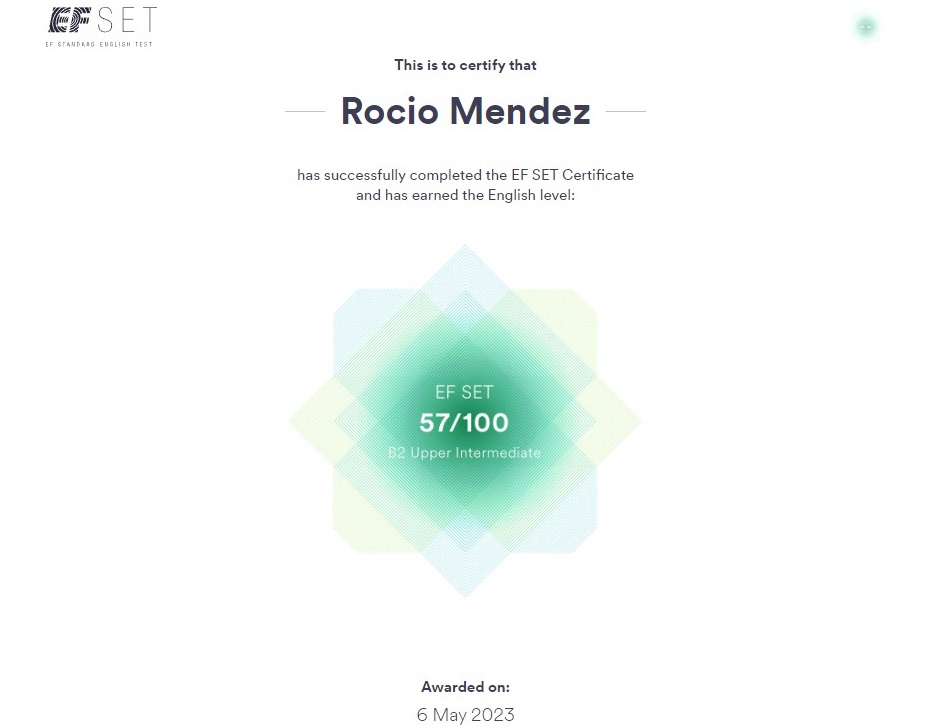 EF SET
EF STANDARD ENGLISH TEST
This is to certify that
Rocio Mendez
has successfully completed the EF SET Certificate
and has earned the English level:
EF SET
57/100
B2 Upper Intermediate
Awarded on:
6 May 2023